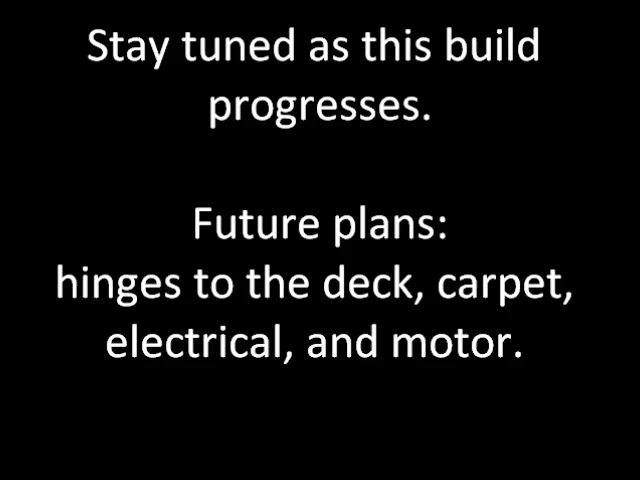 Stay tuned as this build
progresses.
Future plans:
hinges to the deck, carpet,
electrical, and motor.